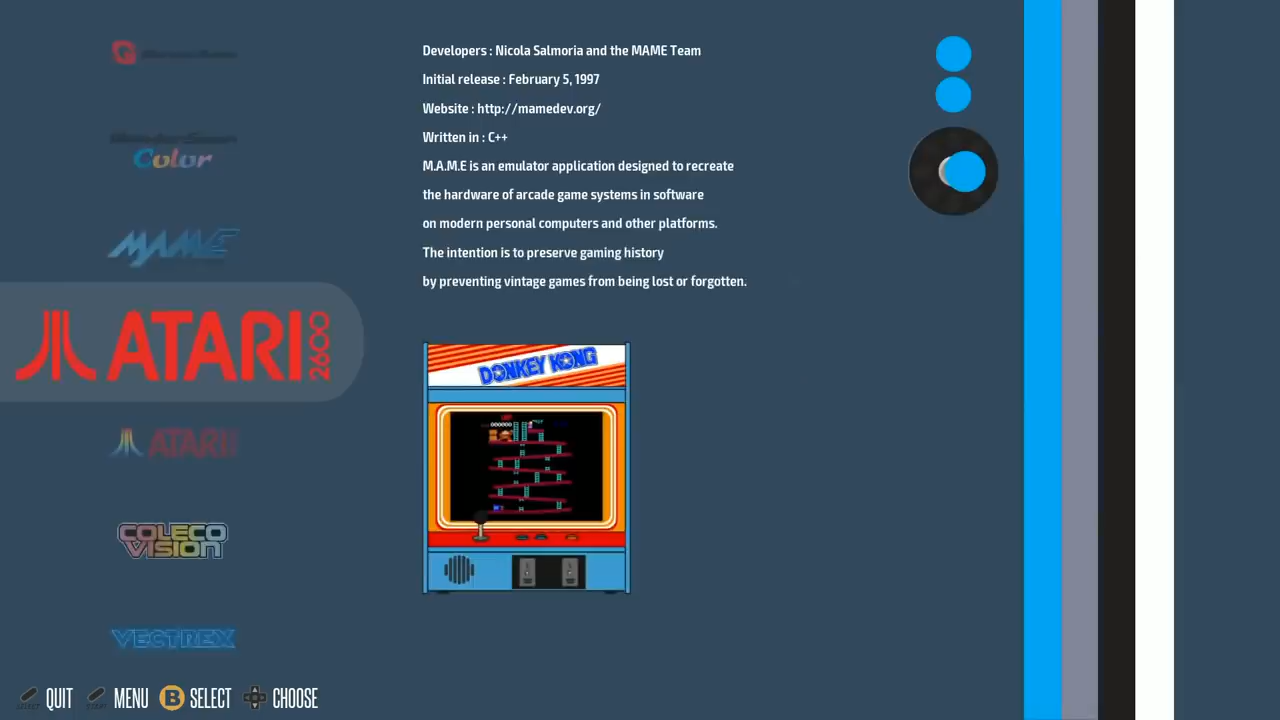 Color
MAME
ATARI 2600
ATARI
COLECO
VISION
VECTREX
Developers : Nicola Salmoria and the MAME Team
Initial release : February 5, 1997
Website : http://mamedev.org/
Written in : C++
M.A.M.E is an emulator application designed to recreate
the hardware of arcade game systems in software
on modern personal computers and other platforms.
The intention is to preserve gaming history
by preventing vintage games from being lost or forgotten.
DONKEY KONG
QUIT
MENU
B SELECT
CHOOSE